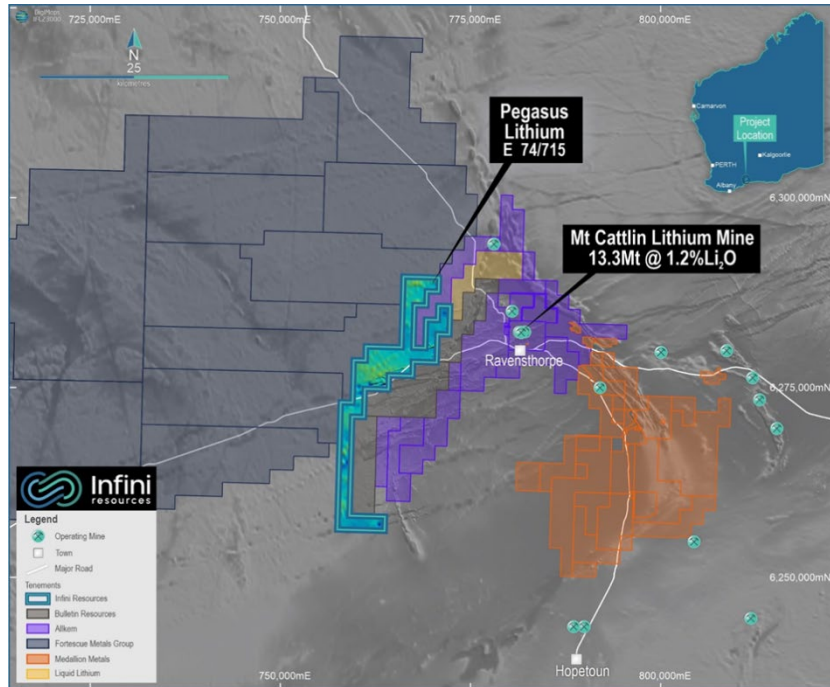 725,000mE
750,000mE
775,000mE
800,000mE
N
25
kilometres
Pegasus
Lithium
E 74/715
Carnarvon
Project
Location
PERTH
Kalgoorlie
Albany
6,300,000mN
Mt Cattlin Lithium Mine
13.3Mt @ 1.2%Li₂O
Ravensthorpe
6,275,000mN
Infini
resources
Legend
Operating Mine
Town
Major Road
Tenements
Infini Resources
Bulletin Resources
Allkem
Fortescue Metals Group
Medallion Metals
Liquid Lithium
6,250,000mN
750,000mE
Hopetoun
800,000mE